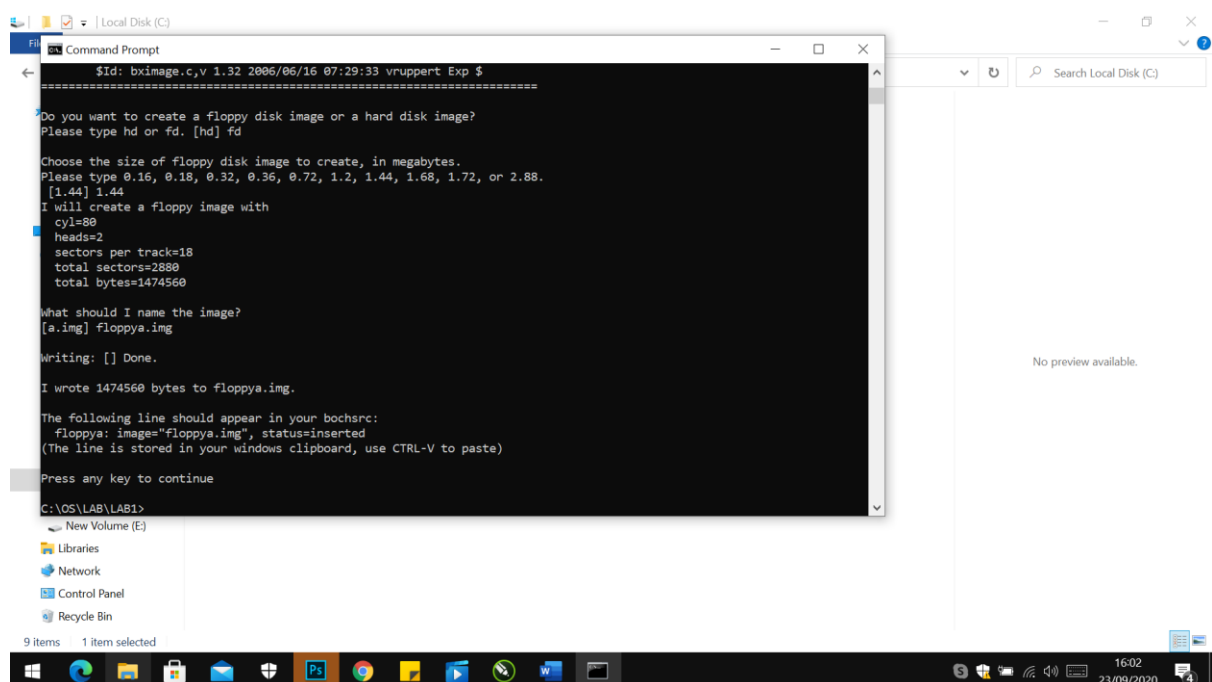 | Local Disk (C:)
Fil
Command Prompt
Search Local Disk (C:)
$Id: bximage.c,v 1.32 2006/06/16 07:29:33 vruppert Exp $
========================================================================
Do you want to create a floppy disk image or a hard disk image?
Please type hd or fd. [hd] fd
Choose the size of floppy disk image to create, in megabytes.
Please type 0.16, 0.18, 0.32, 0.36, 0.72, 1.2, 1.44, 1.68, 1.72, or 2.88.
[1.44] 1.44
I will create a floppy image with
cyl=80
heads=2
sectors per track=18
total sectors=2880
total bytes=1474560
What should I name the image?
[a.img] floppya.img
Writing: [] Done.
No preview available.
I wrote 1474560 bytes to floppya.img.
The following line should appear in your bochsrc:
floppya: image="floppya.img", status=inserted
(The line is stored in your windows clipboard, use CTRL-V to paste)
Press any key to continue
C:\OS\LAB\LAB1>
New Volume (E:)
Libraries
Network
Control Panel
Recycle Bin
9 items 1 item selected
Ps
16:02
23/09/2020
4